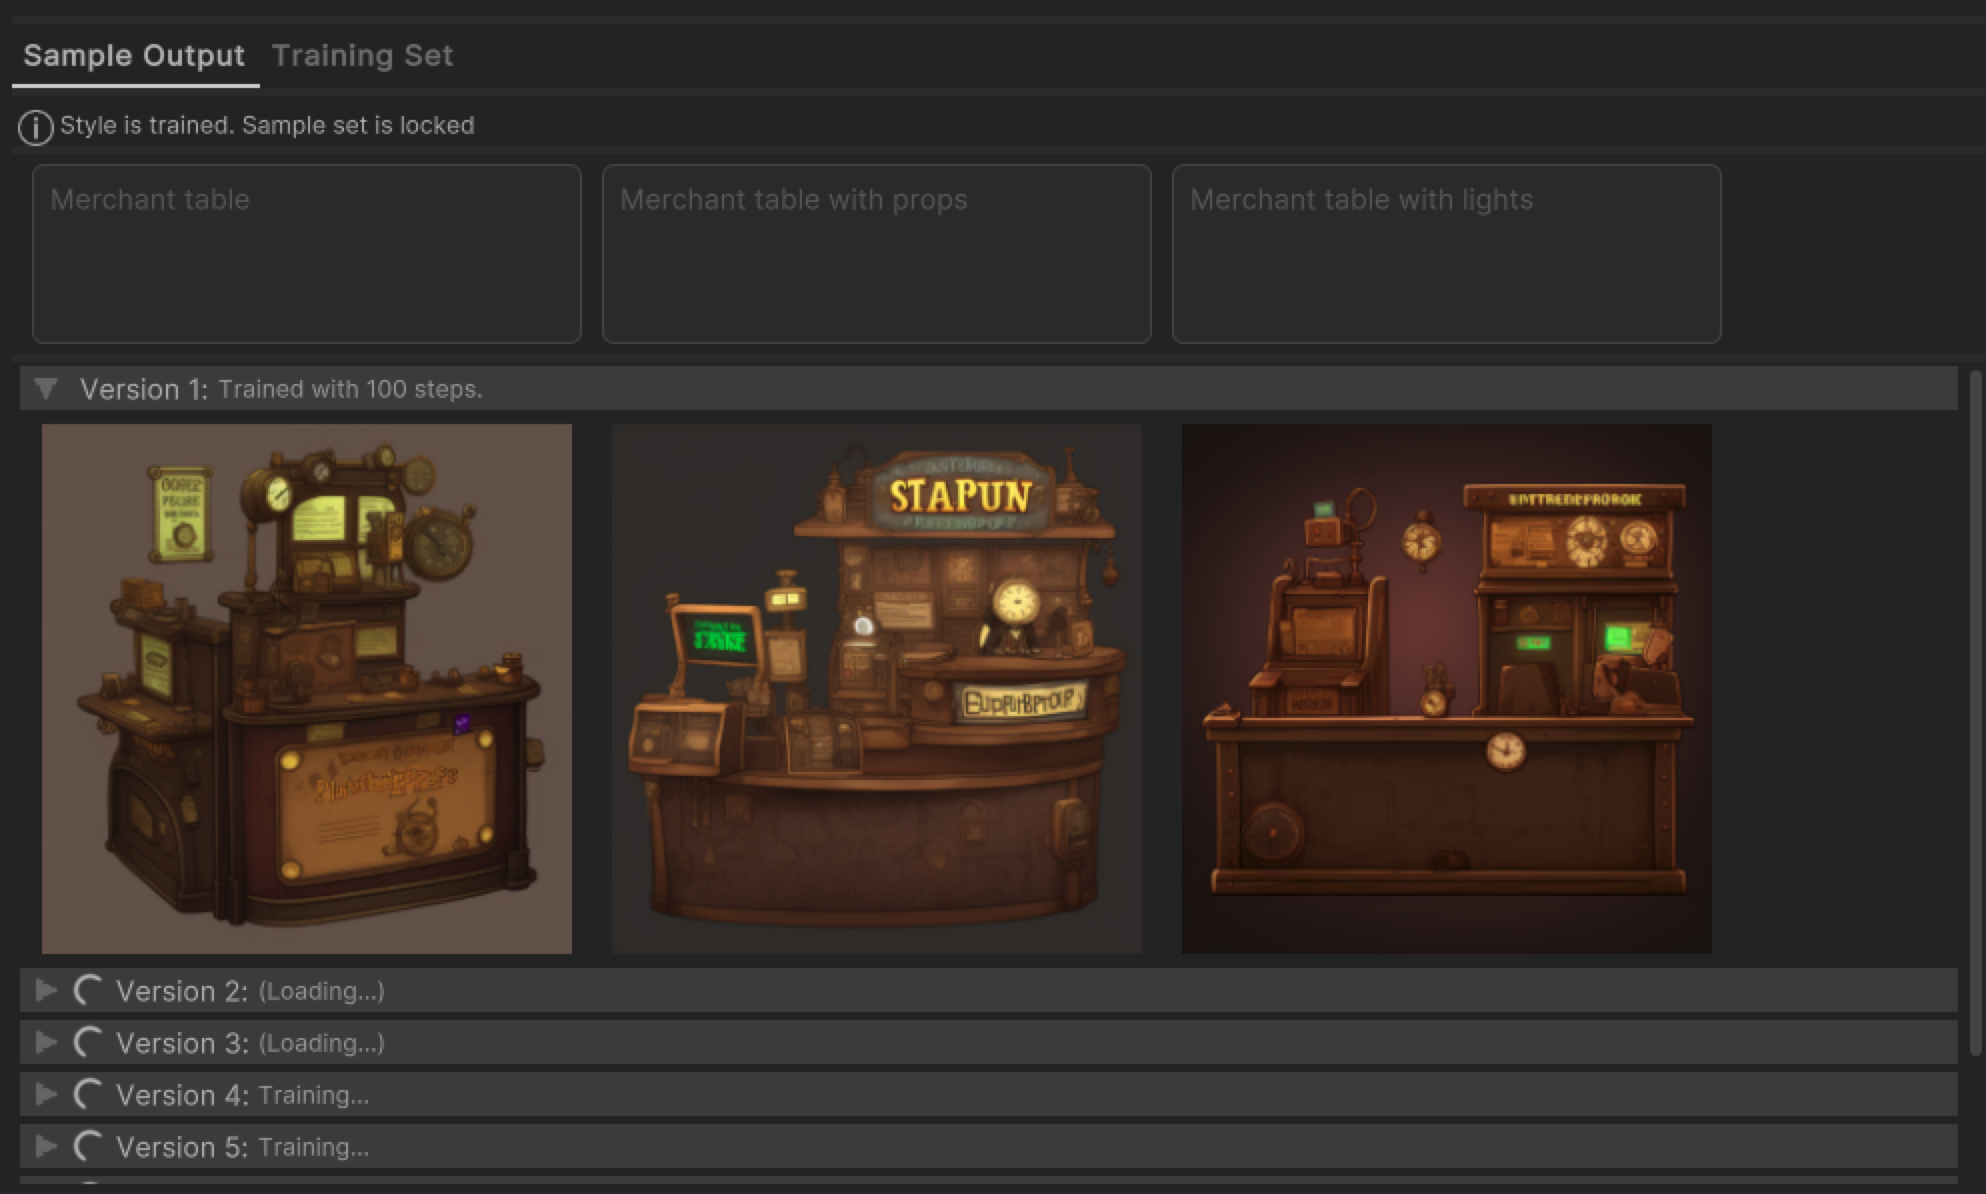 Sample Output Training Set
Style is trained. Sample set is locked
Merchant table
Merchant table with props
Merchant table with lights
Version 1: Trained with 100 steps.
STAPUN
Version 2: (Loading...)
Version 3: (Loading...)
Version 4: Training...
Version 5: Training...